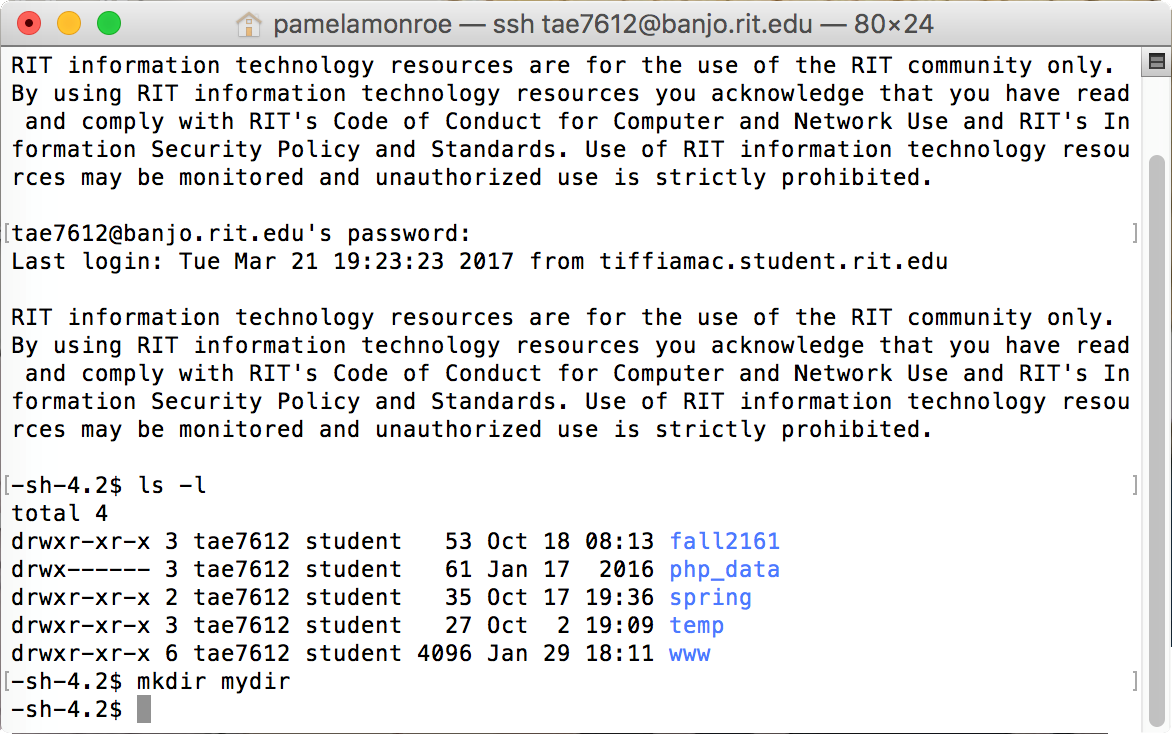 pamelamonroe — ssh tae7612@banjo.rit.edu — 80×24
RIT information technology resources are for the use of the RIT community only.
By using RIT information technology resources you acknowledge that you have read
 and comply with RIT's Code of Conduct for Computer and Network Use and RIT's In
formation Security Policy and Standards. Use of RIT information technology resou
rces may be monitored and unauthorized use is strictly prohibited.

[tae7612@banjo.rit.edu's password:                                              ]
Last login: Tue Mar 21 19:23:23 2017 from tiffiamac.student.rit.edu

RIT information technology resources are for the use of the RIT community only.
By using RIT information technology resources you acknowledge that you have read
 and comply with RIT's Code of Conduct for Computer and Network Use and RIT's In
formation Security Policy and Standards. Use of RIT information technology resou
rces may be monitored and unauthorized use is strictly prohibited.

[-sh-4.2$ ls -l                                                                 ]
total 4
drwxr-xr-x 3 tae7612 student   53 Oct 18 08:13 fall2161
drwx------ 3 tae7612 student   61 Jan 17  2016 php_data
drwxr-xr-x 2 tae7612 student   35 Oct 17 19:36 spring
drwxr-xr-x 3 tae7612 student   27 Oct  2 19:09 temp
drwxr-xr-x 6 tae7612 student 4096 Jan 29 18:11 www
[-sh-4.2$ mkdir mydir                                                           ]
-sh-4.2$